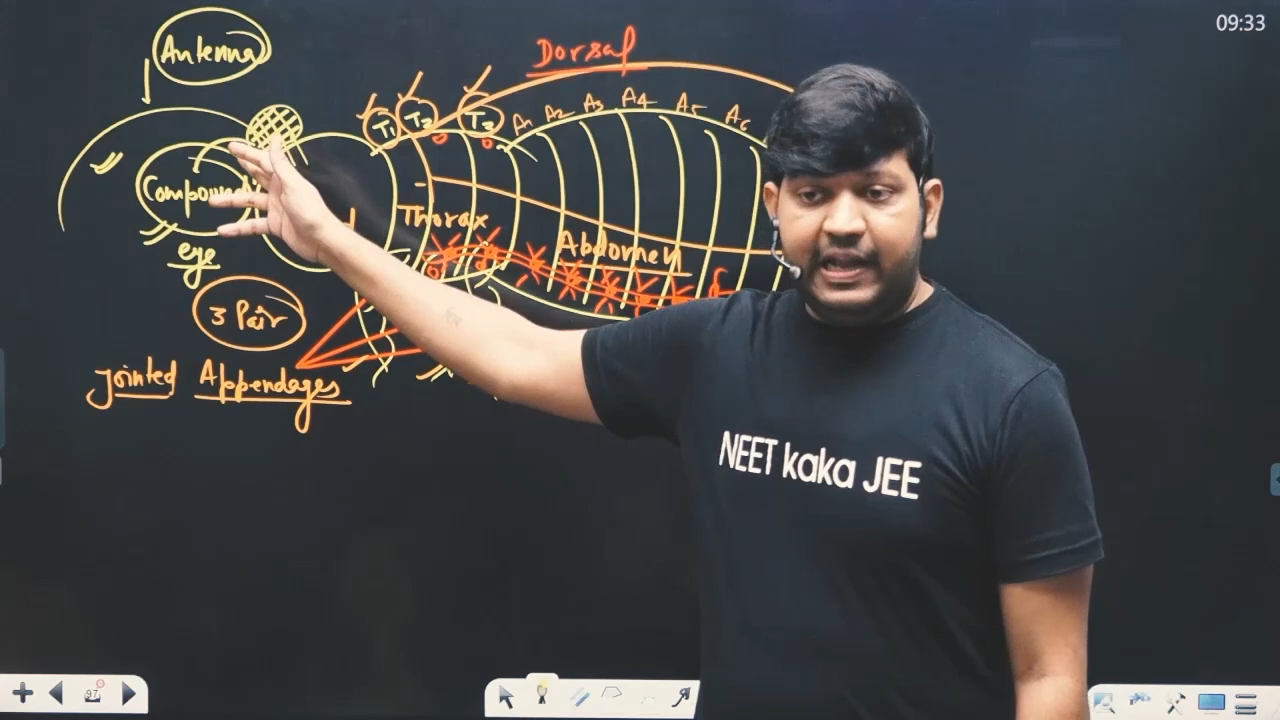 09:33
Antenna
Dorsal
T1 T2 T3 A1 A2 A3 A4 A5 A6
Compound
eye
Thorax
Abdomen
3 Pair
Jointed Appendages
NEET kaka JEE
97